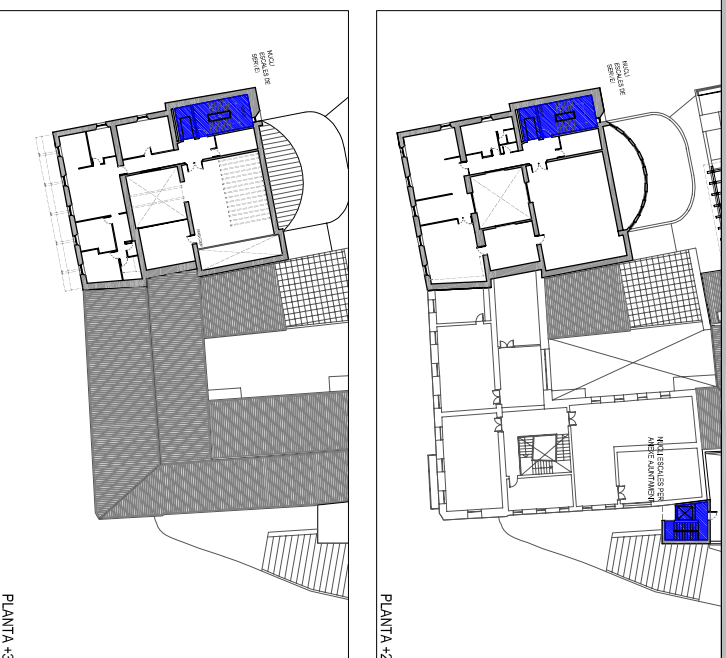 NUCLI
ESCALES DE
SERVEI
PLANTA +3
NUCLI
ESCALES DE
SERVEI
NUCLI ESCALES PER
ANEXE AJUNTAMENT
PLANTA +2